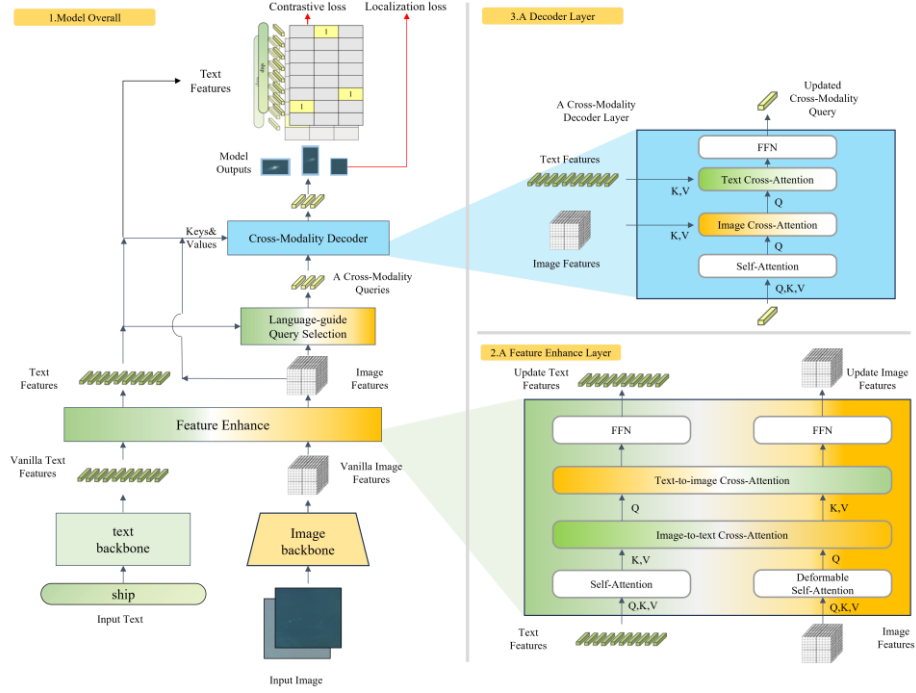 1.Model Overall
Contrastive loss
Localization loss
1
1
1
Text
Features
Model
Outputs
Keys&
Values
Cross-Modality Decoder
A Cross-Modality
Queries
Language-guide
Query Selection
Text
Features
Image
Features
Feature Enhance
Vanilla Text
Features
Vanilla Image
Features
text
backbone
Image
backbone
ship
Input Text
Input Image
3.A Decoder Layer
A Cross-Modality
Decoder Layer
Updated
Cross-Modality
Query
FFN
Text Features
Text Cross-Attention
K,V
Q
Image Cross-Attention
K,V
Q
Image Features
Self-Attention
Q,K,V
2.A Feature Enhance Layer
Update Text
Features
Update Image
Features
FFN
FFN
Text-to-image Cross-Attention
Q
K,V
Image-to-text Cross-Attention
K,V
Q
Self-Attention
Deformable
Self-Attention
Q,K,V
Q,K,V
Text
Features
Image
Features